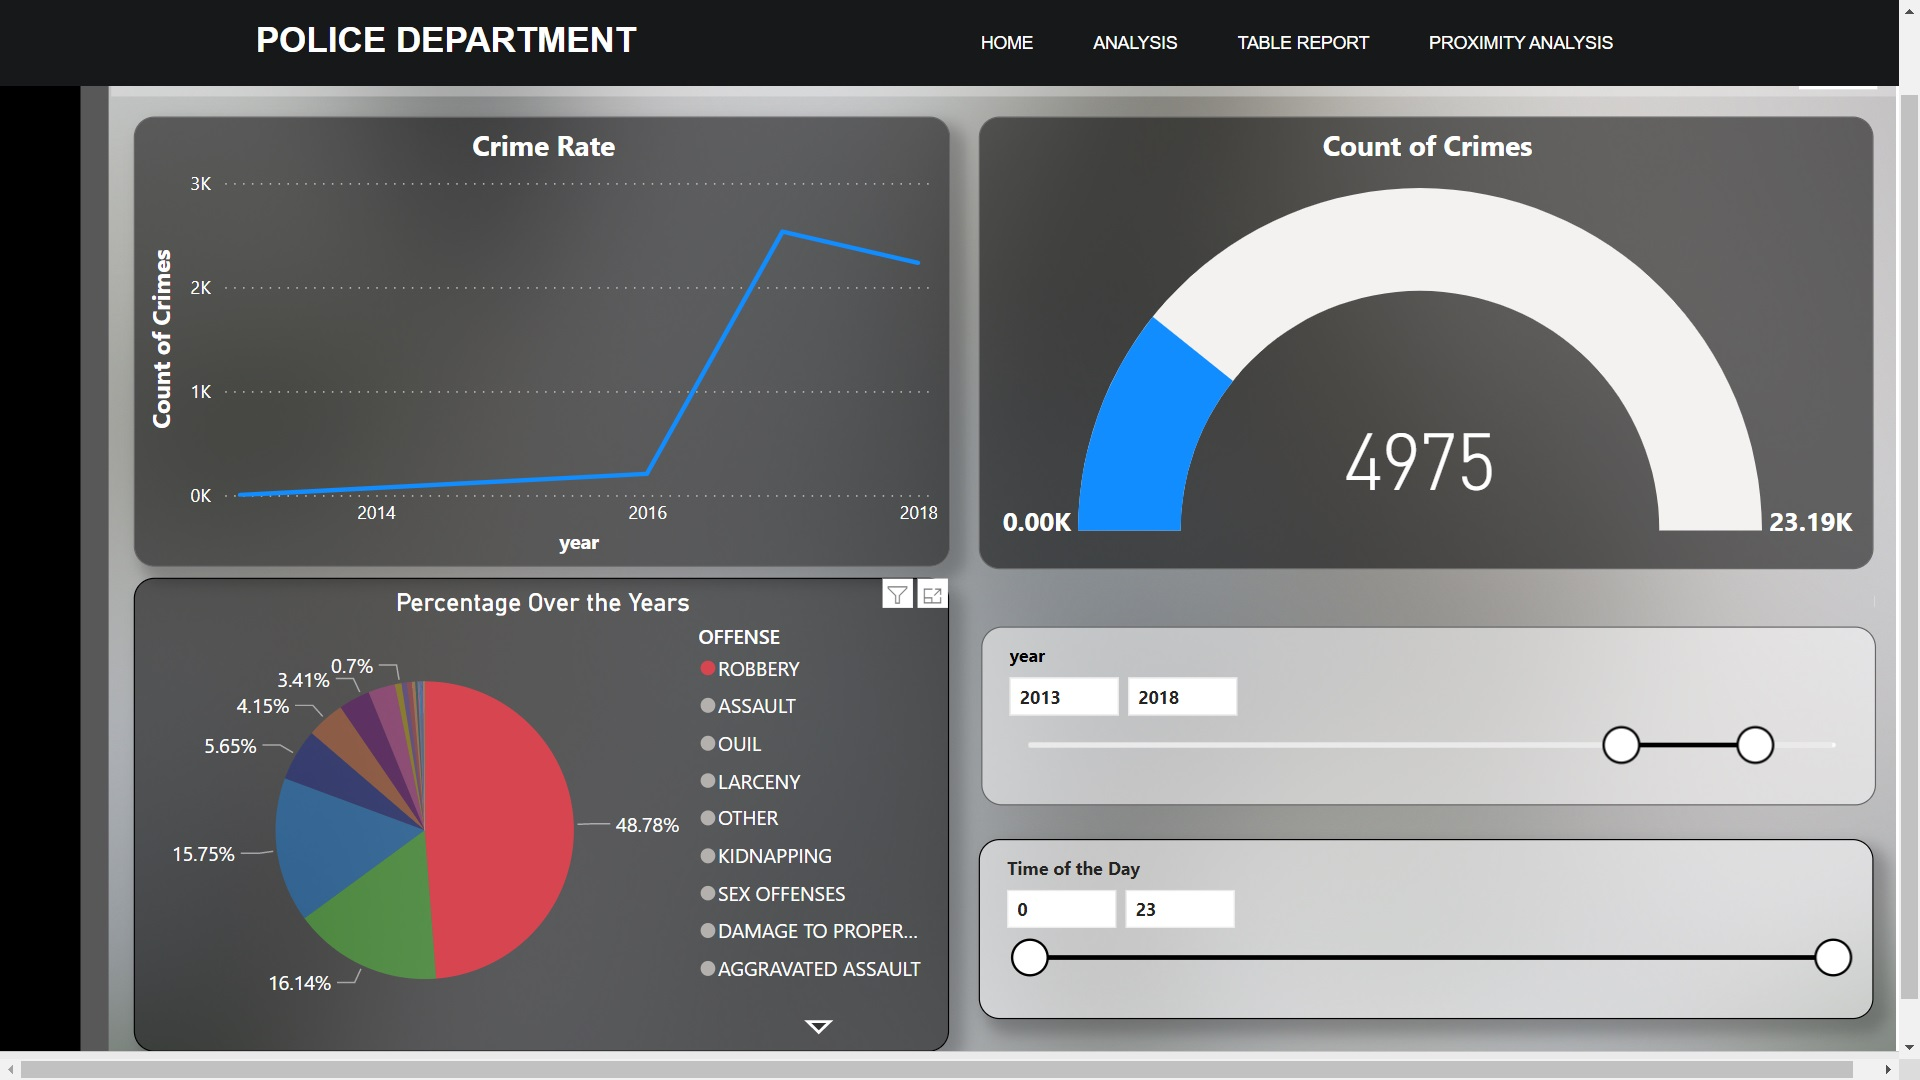 POLICE DEPARTMENT
HOME
ANALYSIS
TABLE REPORT
PROXIMITY ANALYSIS
Crime Rate
3K
2K
1K
0K
Count of Crimes
2014
2016
2018
year
Count of Crimes
4975
0.00K
23.19K
Percentage Over the Years
0.7%
3.41%
4.15%
5.65%
15.75%
16.14%
48.78%
OFFENSE
ROBBERY
ASSAULT
OUIL
LARCENY
OTHER
KIDNAPPING
SEX OFFENSES
DAMAGE TO PROPER...
AGGRAVATED ASSAULT
year
2013
2018
Time of the Day
0
23